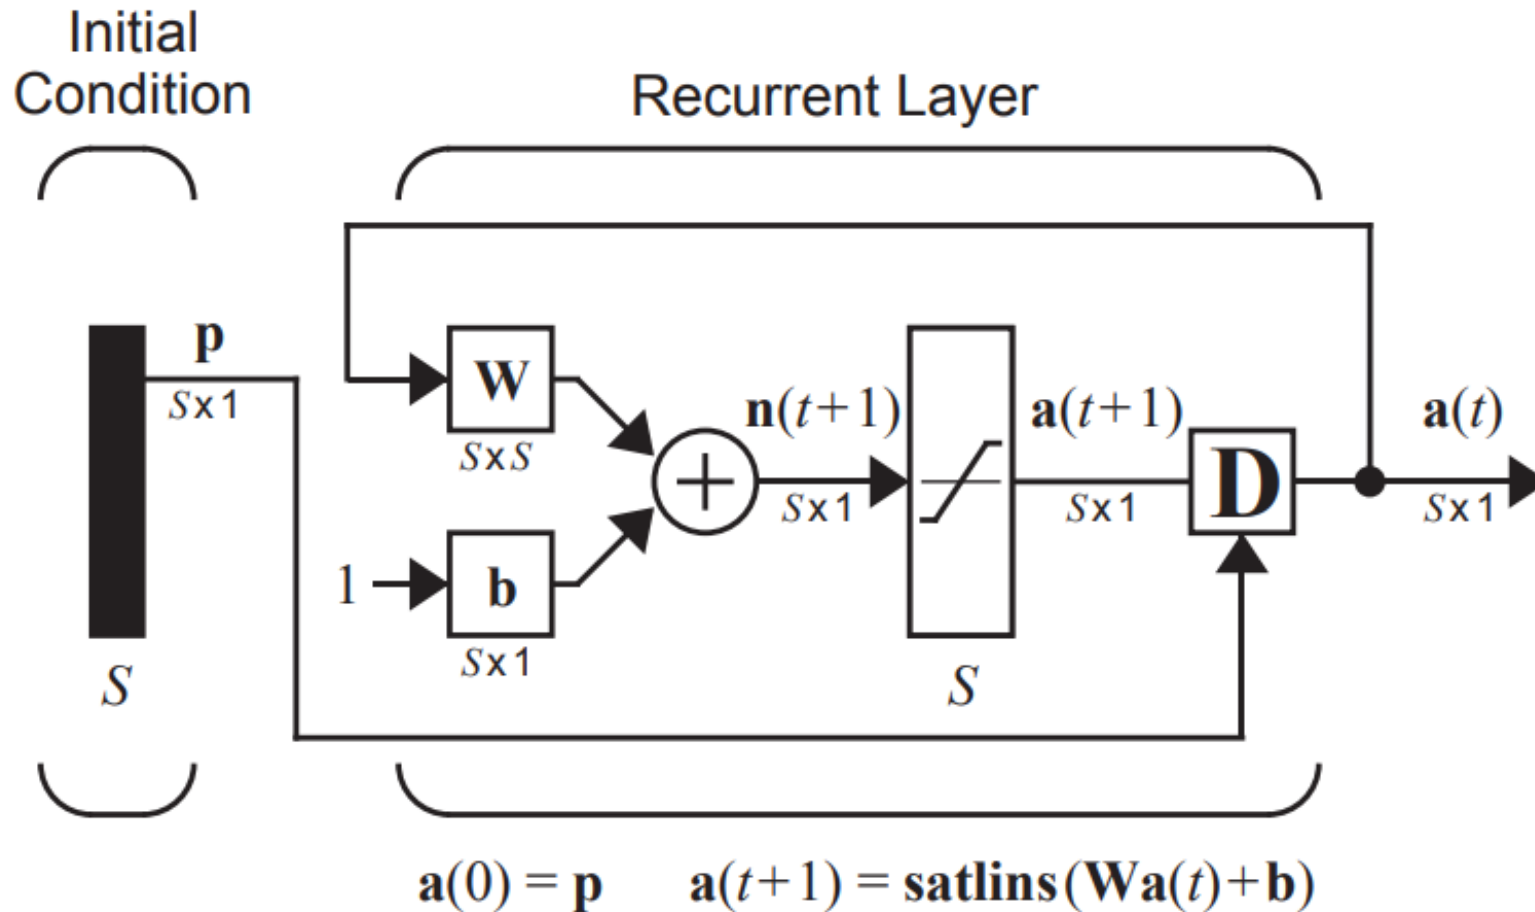 Initial
Condition
Recurrent Layer
p
S x 1
W
S x S
n(t+1)
S x 1
a(t+1)
S x 1
D
a(t)
S x 1
1
b
S x 1
S
S
a(0) = p a(t+1) = satlins(Wa(t)+b)